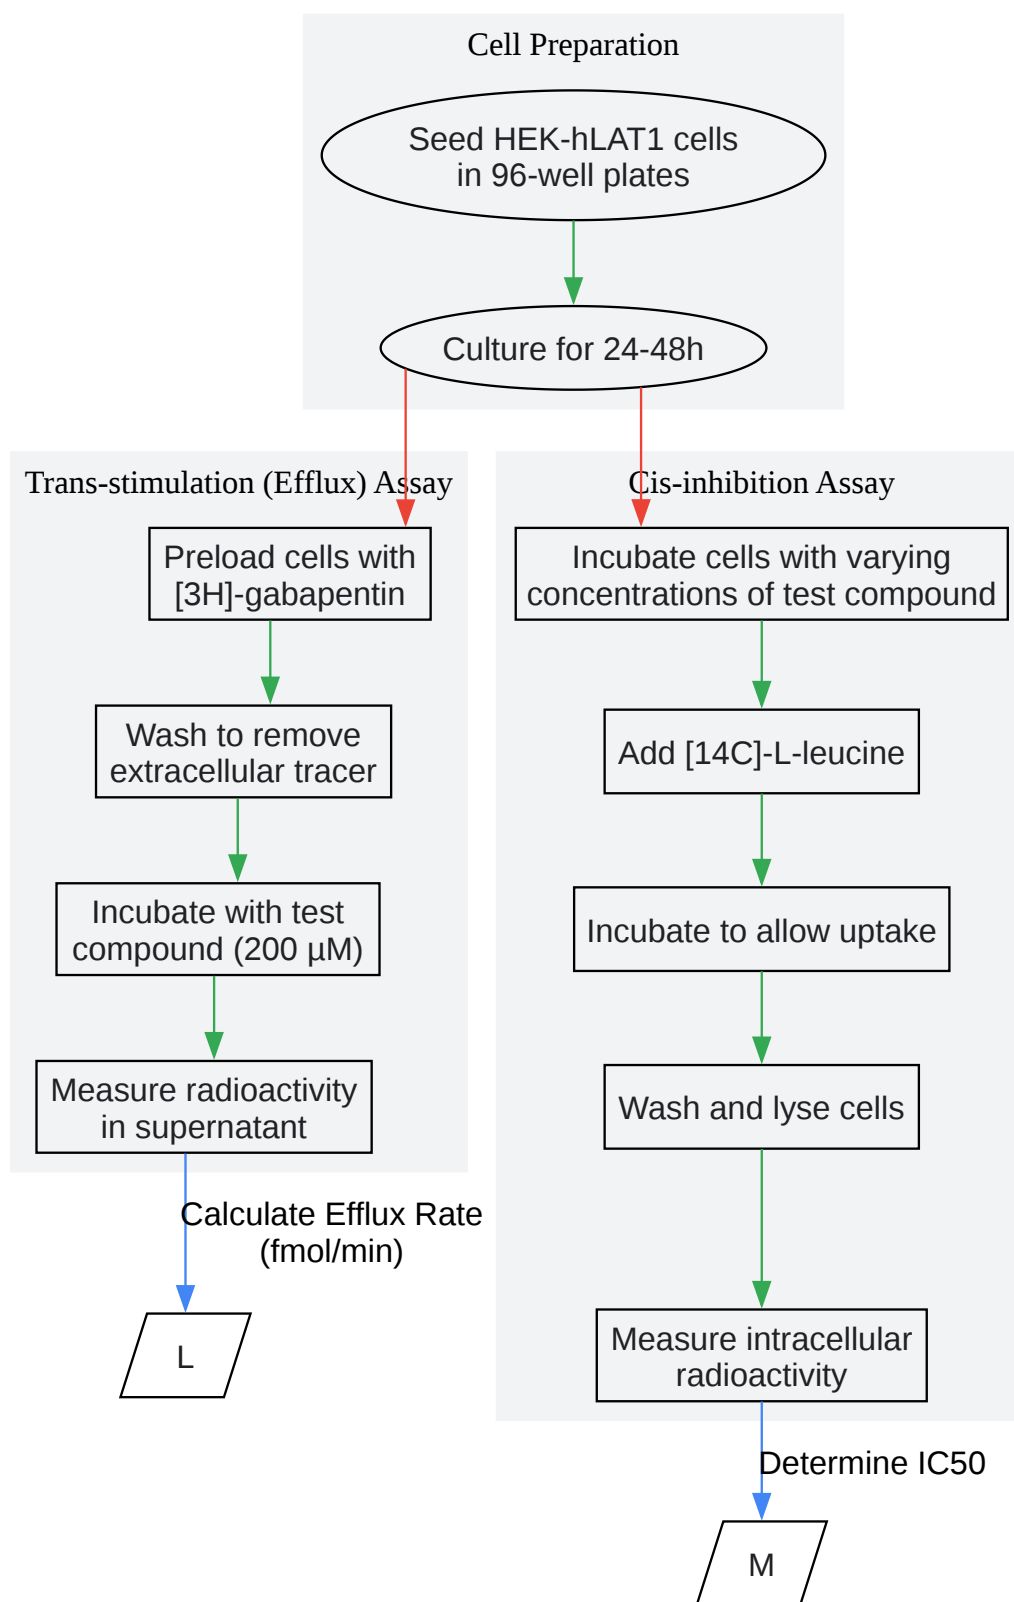 Cell Preparation
Seed HEK-hLAT1 cells
in 96-well plates
Culture for 24-48h
Trans-stimulation (Efflux) Assay
Preload cells with
[3H]-gabapentin
Wash to remove
extracellular tracer
Incubate with test
compound (200 µM)
Measure radioactivity
in supernatant
Calculate Efflux Rate
(fmol/min)
L
Cis-inhibition Assay
Incubate cells with varying
concentrations of test compound
Add [14C]-L-leucine
Incubate to allow uptake
Wash and lyse cells
Measure intracellular
radioactivity
Determine IC50
M